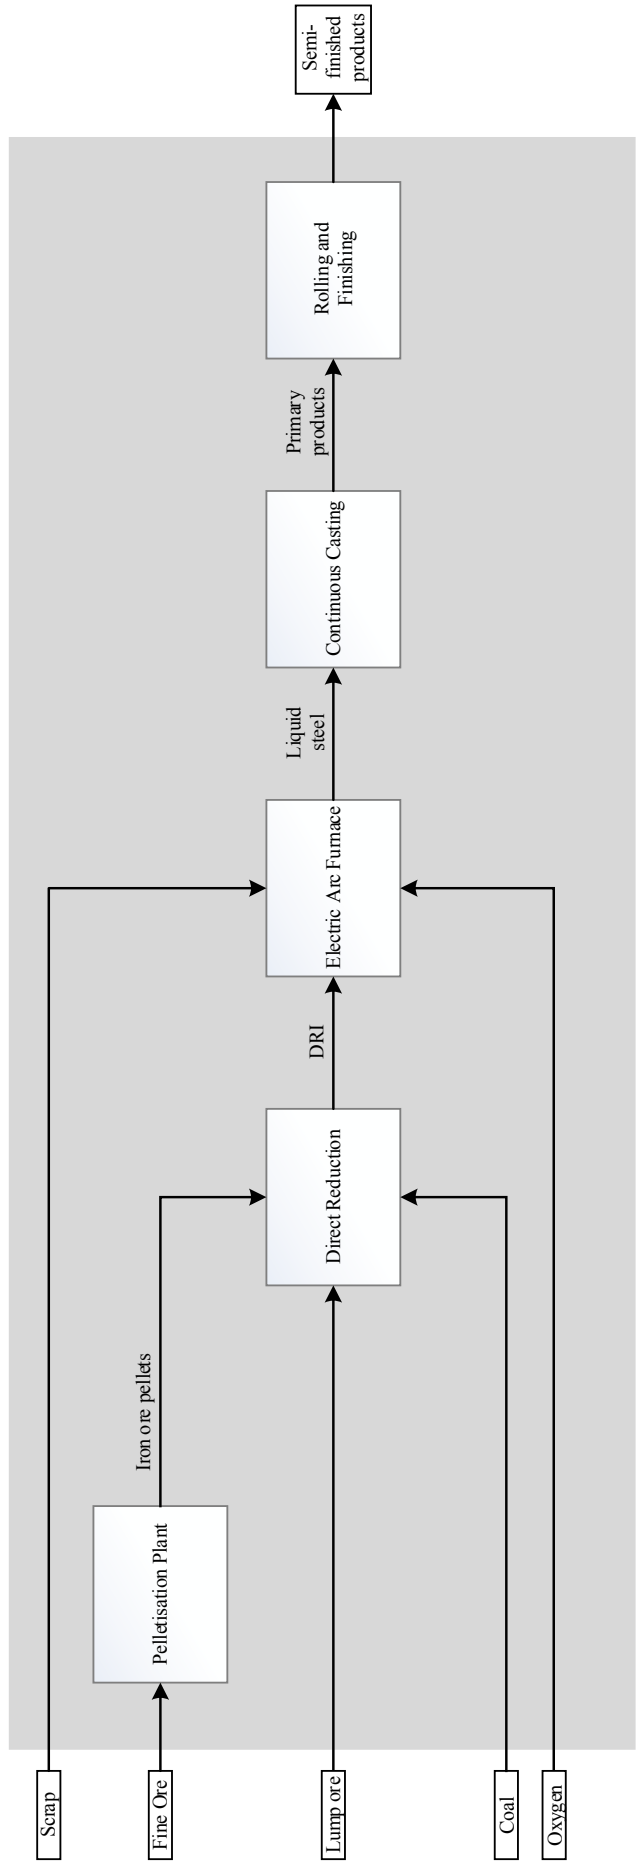 Scrap
Fine Ore
Lump ore
Coal
Oxygen
Pelletisation Plant
Iron ore pellets
Direct Reduction
DRI
Electric Arc Furnace
Liquid
steel
Continuous Casting
Primary
products
Rolling and
Finishing
Semi-
finished
products